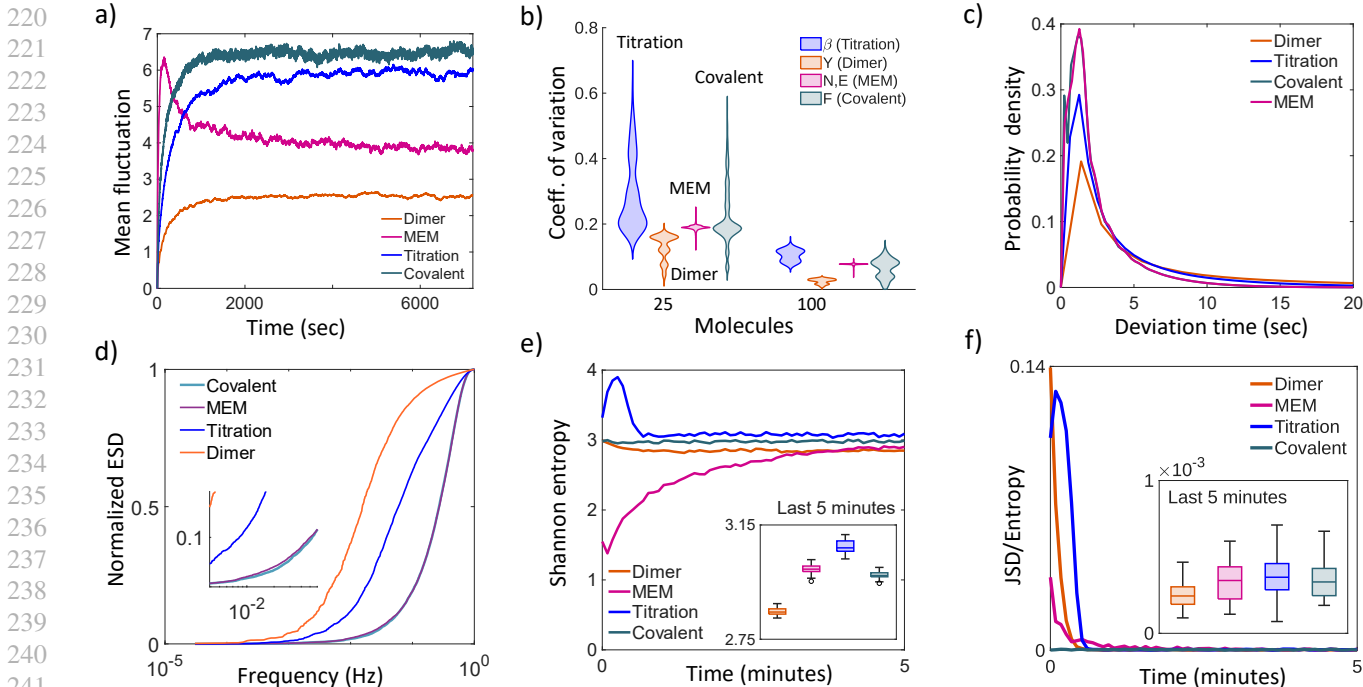 220
221
222
223
224
225
226
227
228
229
230
231
232
233
234
235
236
237
238
239
240
241
a)
7
6
5
4
3
2
1
0
Mean fluctuation
Dimer
MEM
Titration
Covalent
0
2000
4000
6000
Time (sec)
b)
0.8
0.6
0.4
0.2
0
Coeff. of variation
Titration
Covalent
MEM
Dimer
β (Titration)
Y (Dimer)
N,E (MEM)
F (Covalent)
25
100
Molecules
c)
0.4
0.3
0.2
0.1
0
Probability density
Dimer
Titration
Covalent
MEM
0
5
10
15
20
Deviation time (sec)
d)
1
0.5
0
Normalized ESD
Covalent
MEM
Titration
Dimer
0.1
10-2
10-5
100
Frequency (Hz)
e)
4
3
2
1
0
Shannon entropy
Last 5 minutes
3.15
2.75
Dimer
MEM
Titration
Covalent
0
5
Time (minutes)
f)
0.14
0
JSD/Entropy
Dimer
MEM
Titration
Covalent
×10-3
1
Last 5 minutes
0
0
5
Time (minutes)